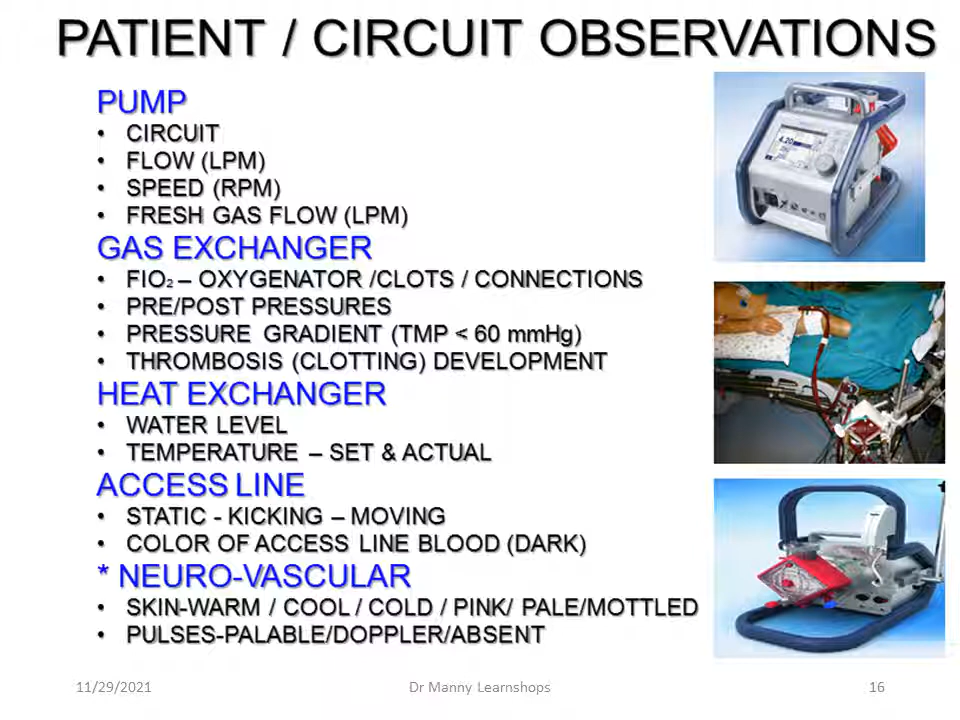 PATIENT / CIRCUIT OBSERVATIONS
PUMP
• CIRCUIT
• FLOW (LPM)
• SPEED (RPM)
• FRESH GAS FLOW (LPM)
GAS EXCHANGER
• FIO₂ – OXYGENATOR /CLOTS / CONNECTIONS
• PRE/POST PRESSURES
• PRESSURE GRADIENT (TMP < 60 mmHg)
• THROMBOSIS (CLOTTING) DEVELOPMENT
HEAT EXCHANGER
• WATER LEVEL
• TEMPERATURE – SET & ACTUAL
ACCESS LINE
• STATIC - KICKING – MOVING
• COLOR OF ACCESS LINE BLOOD (DARK)
* NEURO-VASCULAR
• SKIN-WARM / COOL / COLD / PINK/ PALE/MOTTLED
• PULSES-PALABLE/DOPPLER/ABSENT
4.20
11/29/2021
Dr Manny Learnshops
16